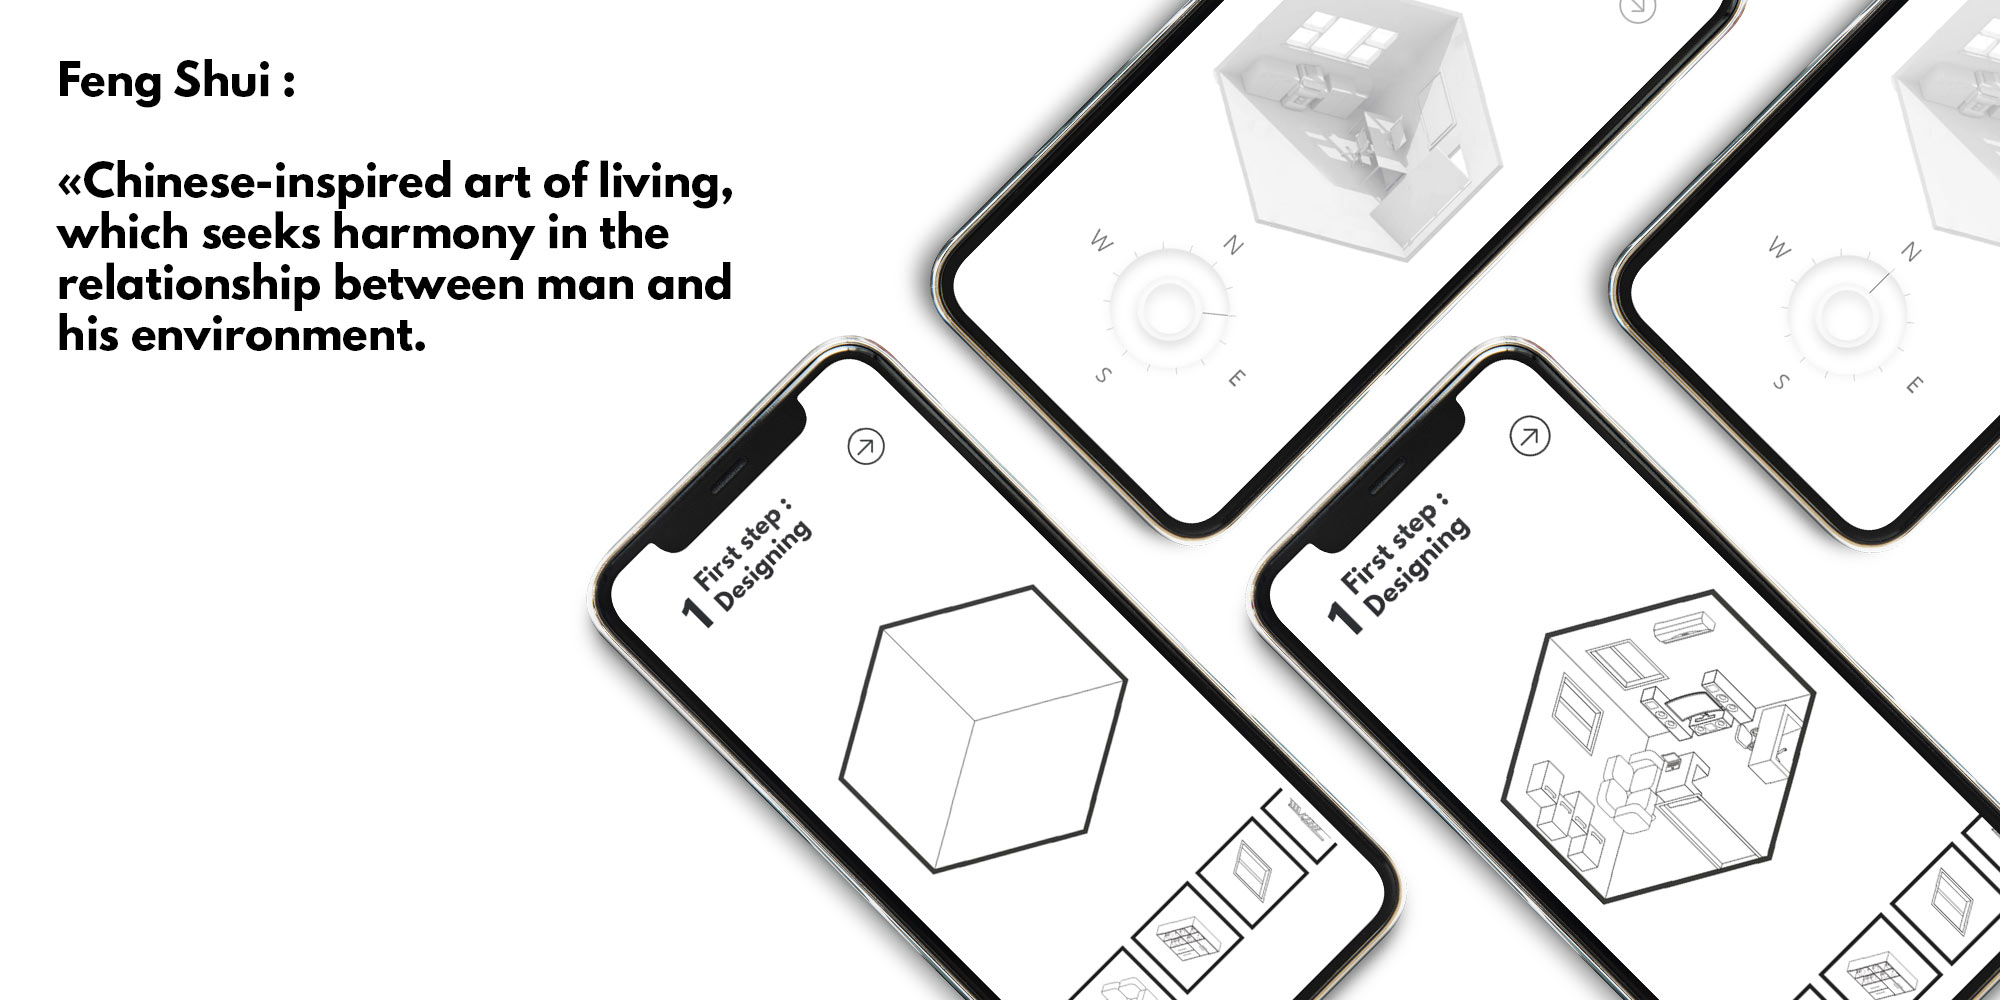 Feng Shui :
«Chinese-inspired art of living,
which seeks harmony in the
relationship between man and
his environment.
W
N
S
E
W
N
S
E
1
First step :
Designing
1
First step :
Designing